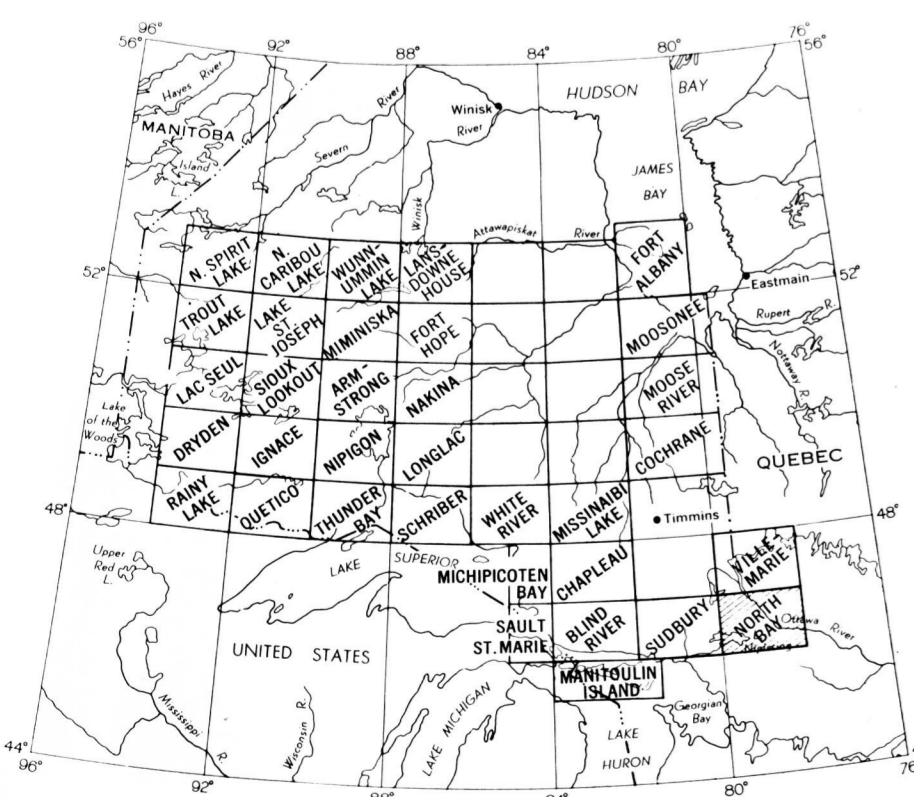 96°
56°
92°
88°
84°
80°
76°
56°
Hayes River
MANITOBA
Island
L.
Severn
River
Winisk
River
HUDSON BAY
JAMES
BAY
Winisk
Attawapiskat River
52°
N. SPIRIT
LAKE
N.
CARIBOU
LAKE
WUNN-
UMMIN
LAKE
LANS-
DOWNE
HOUSE
FORT
ALBANY
52°
Eastmain
Rupert R.
Nottaway R.
TROUT
LAKE
LAKE
ST
JOSEPH
MIMINISKA
FORT
HOPE
MOOSONEE
LAC SEUL
SIOUX
LOOKOUT
ARM-
STRONG
NAKINA
MOOSE
RIVER
Lake
of the
Woods
DRYDEN
IGNACE
NIPIGON
LONGLAC
COCHRANE
QUEBEC
48°
RAINY
LAKE
QUETICO
THUNDER
BAY
SCHRIBER
WHITE
RIVER
MISSINAIBI
LAKE
Timmins
48°
Upper
Red
L.
LAKE SUPERIOR
MICHIPICOTEN
BAY
CHAPLEAU
VILLE-
MARIE
SAULT
ST. MARIE
BLIND
RIVER
SUDBURY
NORTH
BAY
Nipissing
Ottawa River
UNITED STATES
MANITOULIN
ISLAND
Georgian
Bay
Mississippi R.
Wisconsin R.
LAKE MICHIGAN
LAKE
HURON
44°
96°
92°
88°
84°
80°
76°